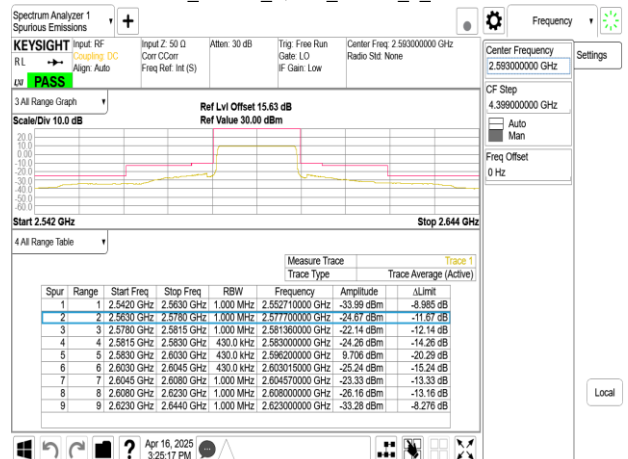 Spectrum Analyzer 1
Spurious Emissions
+
Frequency
KEYSIGHT Input: RF Input Z: 50 Ω Atten: 30 dB Trig: Free Run Center Freq: 2.593000000 GHz
RL Coupling: DC Corr CCorr Gate: LO Radio Std: None
Align: Auto Freq Ref: Int (S) IF Gain: Low
LXI PASS
Center Frequency
2.593000000 GHz
Settings
CF Step
4.399000000 GHz
Auto
Man
Freq Offset
0 Hz
3 All Range Graph
Ref Lvl Offset 15.63 dB
Scale/Div 10.0 dB Ref Value 30.00 dBm
20.0
10.0
0.00
-10.0
-20.0
-30.0
-40.0
-50.0
-60.0
Start 2.542 GHz Stop 2.644 GHz
4 All Range Table
Measure Trace Trace 1
Trace Type Trace Average (Active)
Spur Range Start Freq Stop Freq RBW Frequency Amplitude ΔLimit
1 1 2.5420 GHz 2.5630 GHz 1.000 MHz 2.552710000 GHz -33.99 dBm -8.985 dB
2 2 2.5630 GHz 2.5780 GHz 1.000 MHz 2.577700000 GHz -24.67 dBm -11.67 dB
3 3 2.5780 GHz 2.5815 GHz 1.000 MHz 2.581360000 GHz -22.14 dBm -12.14 dB
4 4 2.5815 GHz 2.5830 GHz 430.0 kHz 2.583000000 GHz -24.26 dBm -14.26 dB
5 5 2.5830 GHz 2.6030 GHz 430.0 kHz 2.596200000 GHz 9.706 dBm -20.29 dB
6 6 2.6030 GHz 2.6045 GHz 430.0 kHz 2.603015000 GHz -25.24 dBm -15.24 dB
7 7 2.6045 GHz 2.6080 GHz 1.000 MHz 2.604570000 GHz -23.33 dBm -13.33 dB
8 8 2.6080 GHz 2.6230 GHz 1.000 MHz 2.608000000 GHz -26.16 dBm -13.16 dB
9 9 2.6230 GHz 2.6440 GHz 1.000 MHz 2.623000000 GHz -33.28 dBm -8.276 dB
Local
? Apr 16, 2025
3:25:17 PM